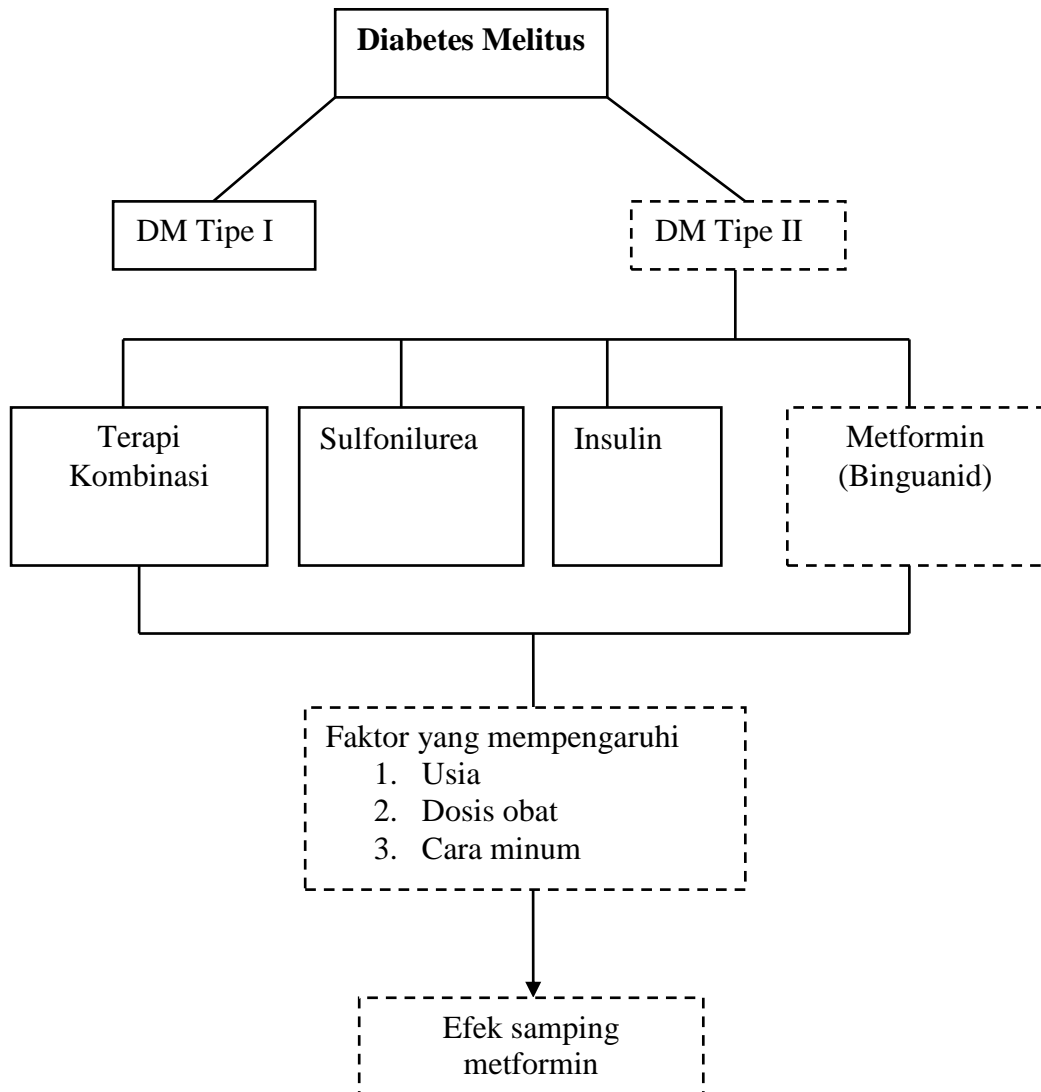 Diabetes Melitus
DM Tipe I
DM Tipe II
Terapi
Kombinasi
Sulfonilurea
Insulin
Metformin
(Binguanid)
Faktor yang mempengaruhi
1. Usia
2. Dosis obat
3. Cara minum
Efek samping
metformin